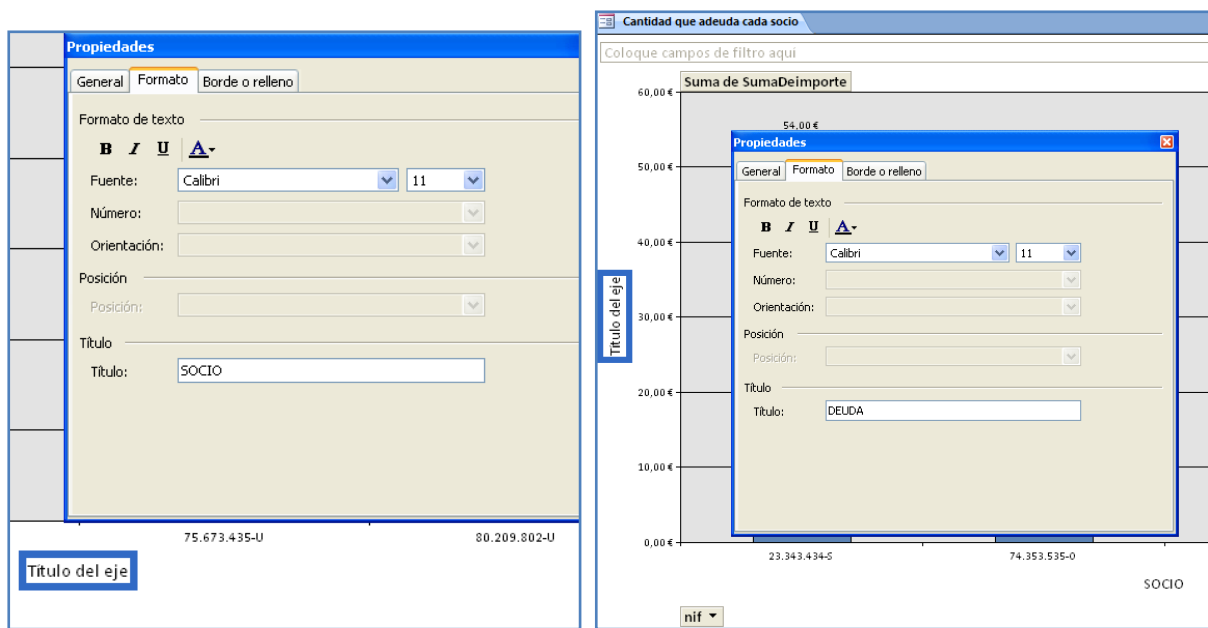 Propiedades
General Formato Borde o relleno
Formato de texto
B I U A
Fuente: Calibri 11
Número:
Orientación:
Posición
Posición:
Título
Título: SOCIO
75.673.435-U 80.209.802-U
Título del eje
Cantidad que adeuda cada socio
Coloque campos de filtro aquí
Suma de SumaDeimporte
60,00 €
54,00 €
50,00 €
40,00 €
30,00 €
20,00 €
10,00 €
0,00 €
Título del eje
Propiedades
General Formato Borde o relleno
Formato de texto
B I U A
Fuente: Calibri 11
Número:
Orientación:
Posición
Posición:
Título
Título: DEUDA
23.343.434-S 74.353.535-O
SOCIO
nif